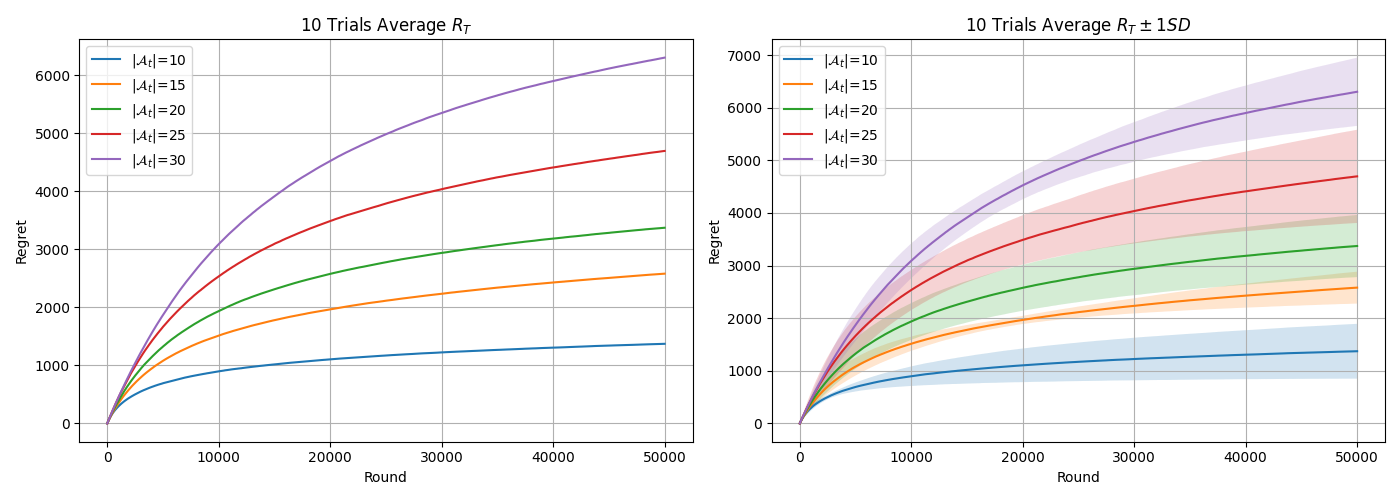 10 Trials Average $R_T$
|$\mathcal{A}_t$|=10
|$\mathcal{A}_t$|=15
|$\mathcal{A}_t$|=20
|$\mathcal{A}_t$|=25
|$\mathcal{A}_t$|=30
6000
5000
4000
3000
2000
1000
0
Regret
0 10000 20000 30000 40000 50000
Round
10 Trials Average $R_T \pm 1SD$
|$\mathcal{A}_t$|=10
|$\mathcal{A}_t$|=15
|$\mathcal{A}_t$|=20
|$\mathcal{A}_t$|=25
|$\mathcal{A}_t$|=30
7000
6000
5000
4000
3000
2000
1000
0
Regret
0 10000 20000 30000 40000 50000
Round